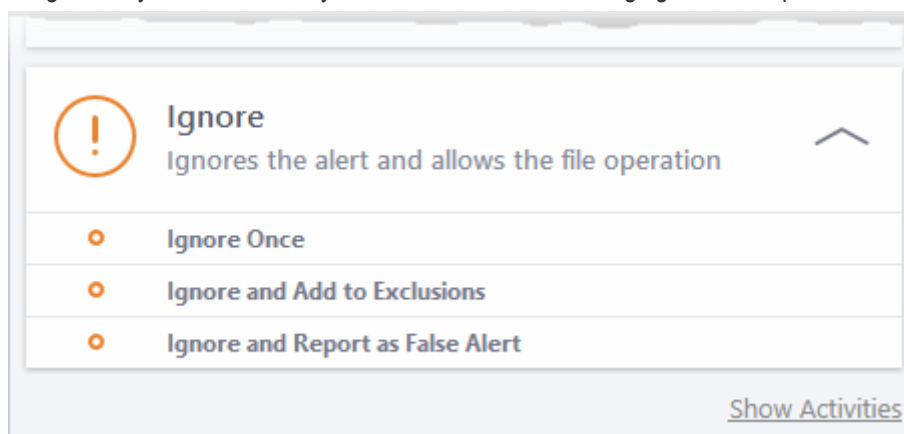 Ignore
Ignores the alert and allows the file operation
Ignore Once
Ignore and Add to Exclusions
Ignore and Report as False Alert
Show Activities